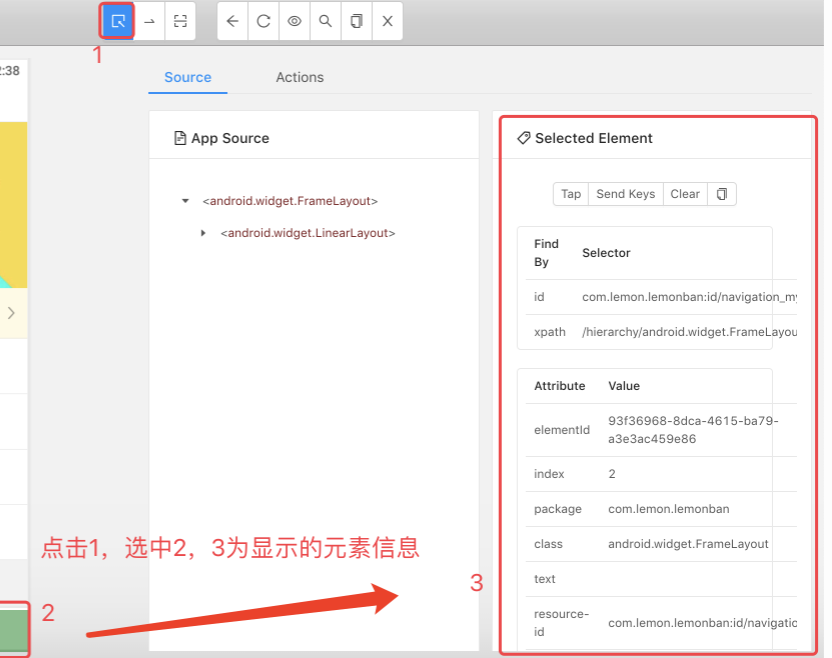 1
2:38
Source Actions
App Source
<android.widget.FrameLayout>
<android.widget.LinearLayout>
Selected Element
Tap Send Keys Clear
Find By Selector
id com.lemon.lemonban:id/navigation_my
xpath /hierarchy/android.widget.FrameLayou
Attribute Value
elementId 93f36968-8dca-4615-ba79-
a3e3ac459e86
index 2
package com.lemon.lemonban
class android.widget.FrameLayout
text
resource-
id com.lemon.lemonban:id/navigatio
点击1，选中2，3为显示的元素信息
2
3